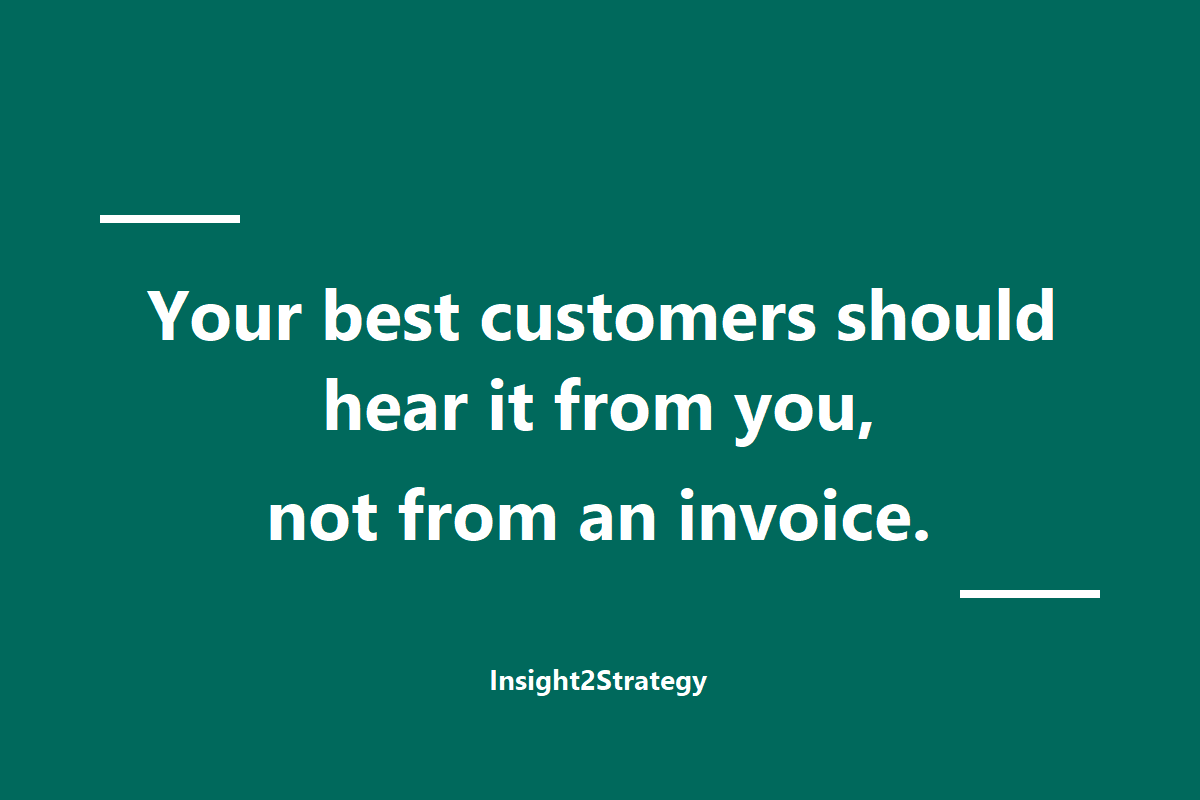 Your best customers should
hear it from you,
not from an invoice.
Insight2Strategy